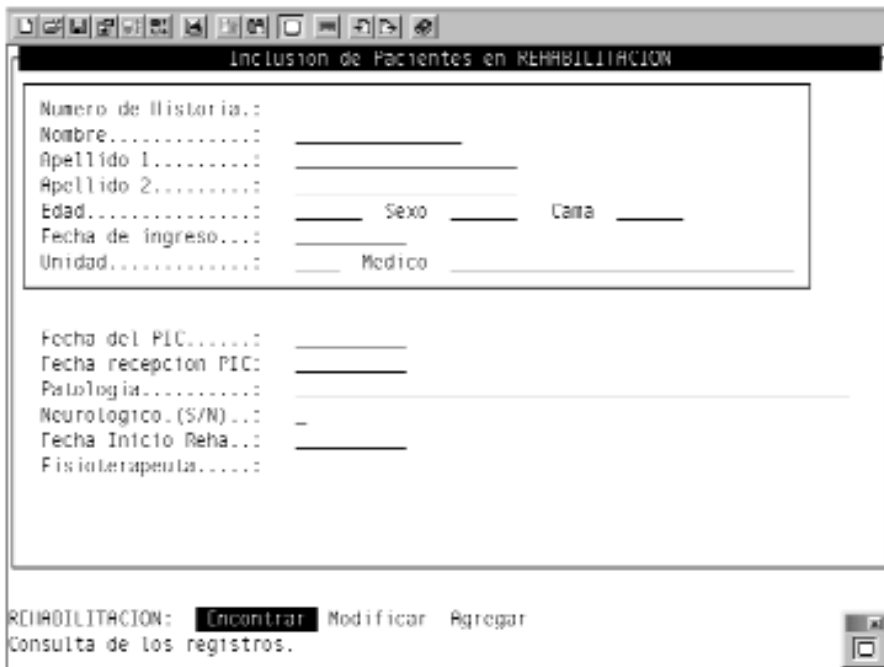 Inclusion de Pacientes en REHABILITACION
Numero de Historia.:
Nombre.............:
Apellido 1.........:
Apellido 2.........:
Edad...............: Sexo Cama
Fecha de ingreso...:
Unidad.............: Medico
Fecha del PIC......:
Fecha recepcion PIC:
Patologia..........:
Neurologico.(S/N)..:
Fecha Inicio Reha..:
Fisioterapeuta.....:
REHABILITACION: Encontrar Modificar Agregar
Consulta de los registros.